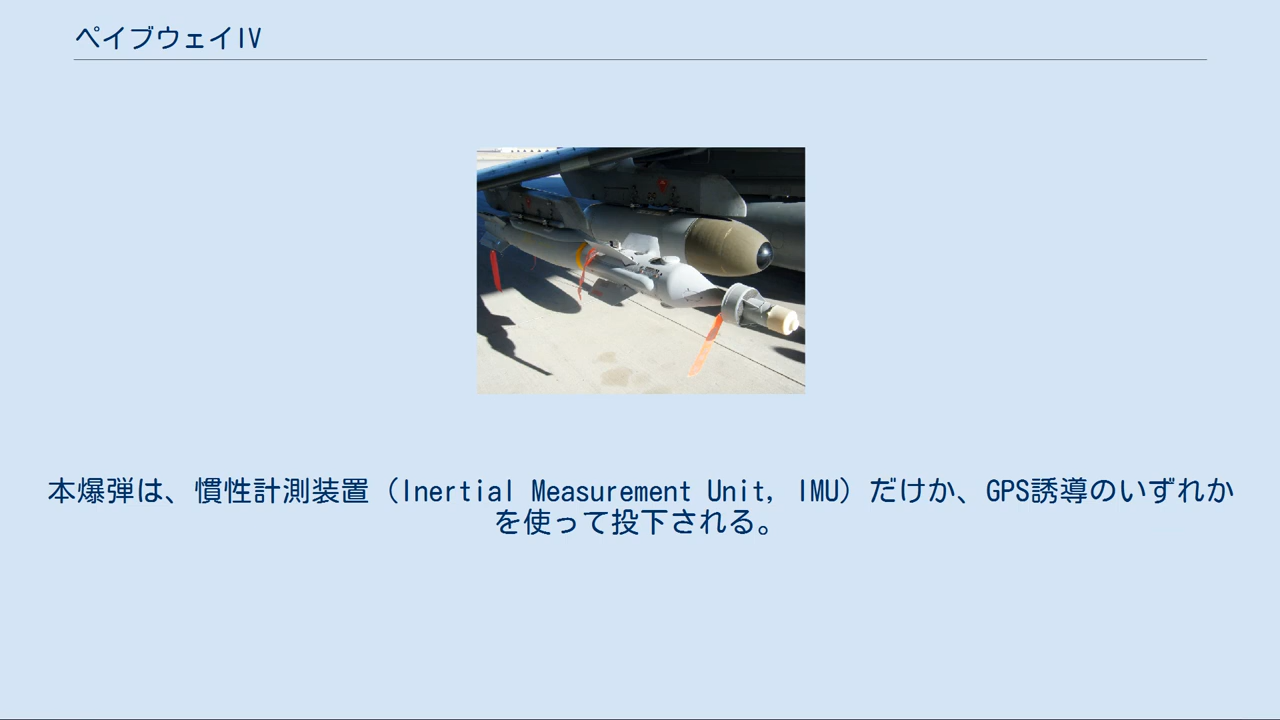 ペイブウェイIV
本爆弾は、慣性計測装置（Inertial Measurement Unit, IMU）だけか、GPS誘導のいずれか
を使って投下される。